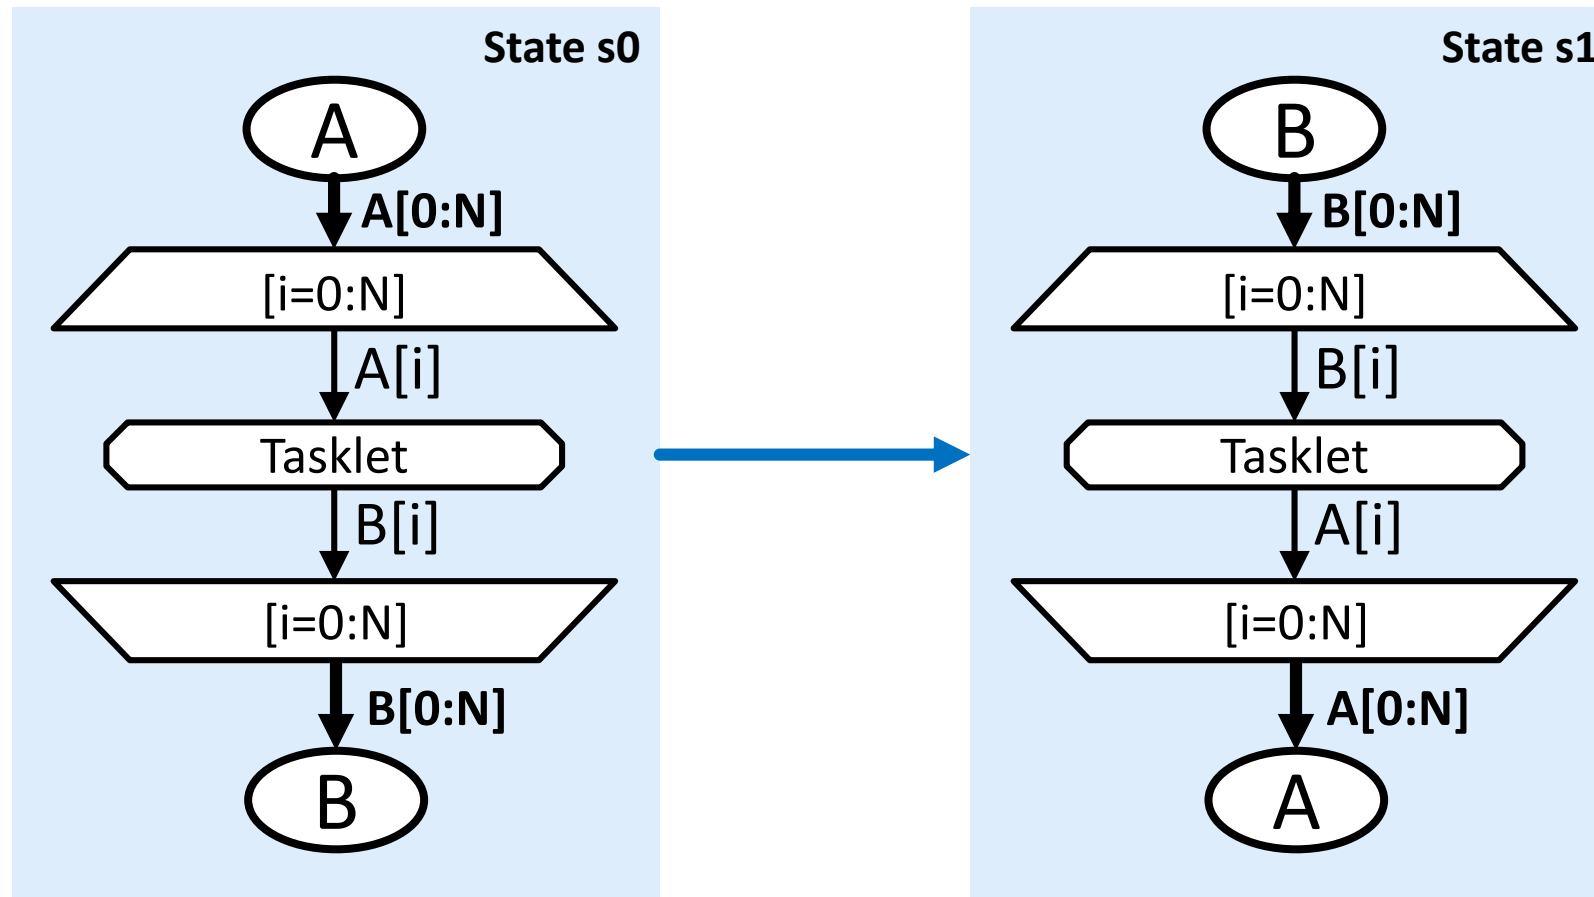 State s0
A
A[0:N]
[i=0:N]
A[i]
Tasklet
B[i]
[i=0:N]
B[0:N]
B
State s1
B
B[0:N]
[i=0:N]
B[i]
Tasklet
A[i]
[i=0:N]
A[0:N]
A